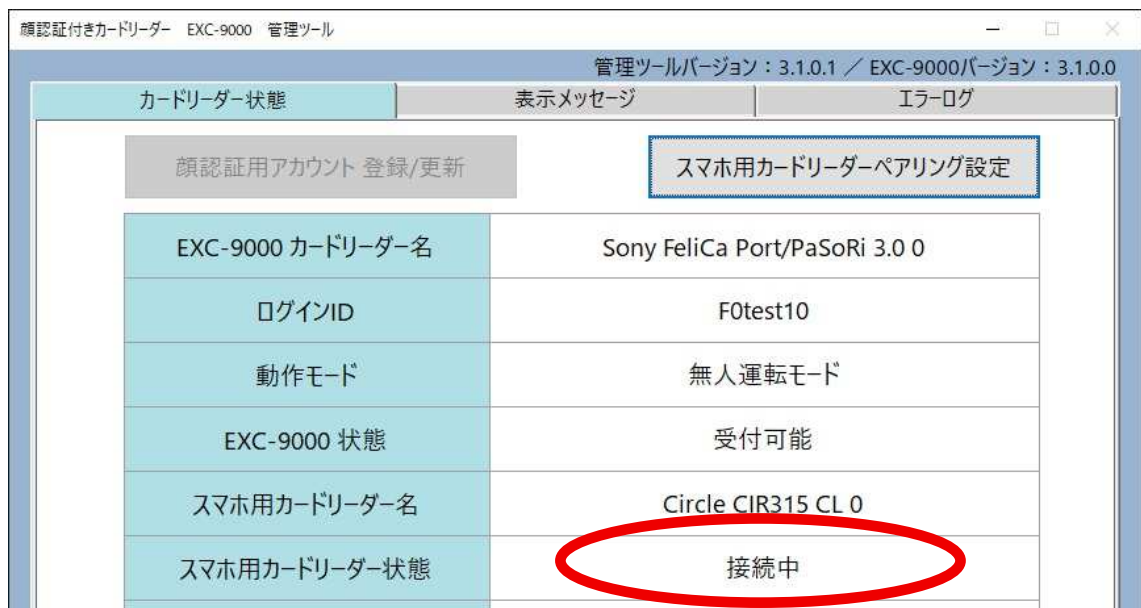 顔認証付きカードリーダー EXC-9000 管理ツール
管理ツールバージョン：3.1.0.1 ／ EXC-9000バージョン：3.1.0.0
カードリーダー状態 表示メッセージ エラーログ
顔認証用アカウント 登録/更新 スマホ用カードリーダーペアリング設定
EXC-9000 カードリーダー名 Sony FeliCa Port/PaSoRi 3.0 0
ログインID F0test10
動作モード 無人運転モード
EXC-9000 状態 受付可能
スマホ用カードリーダー名 Circle CIR315 CL 0
スマホ用カードリーダー状態 接続中